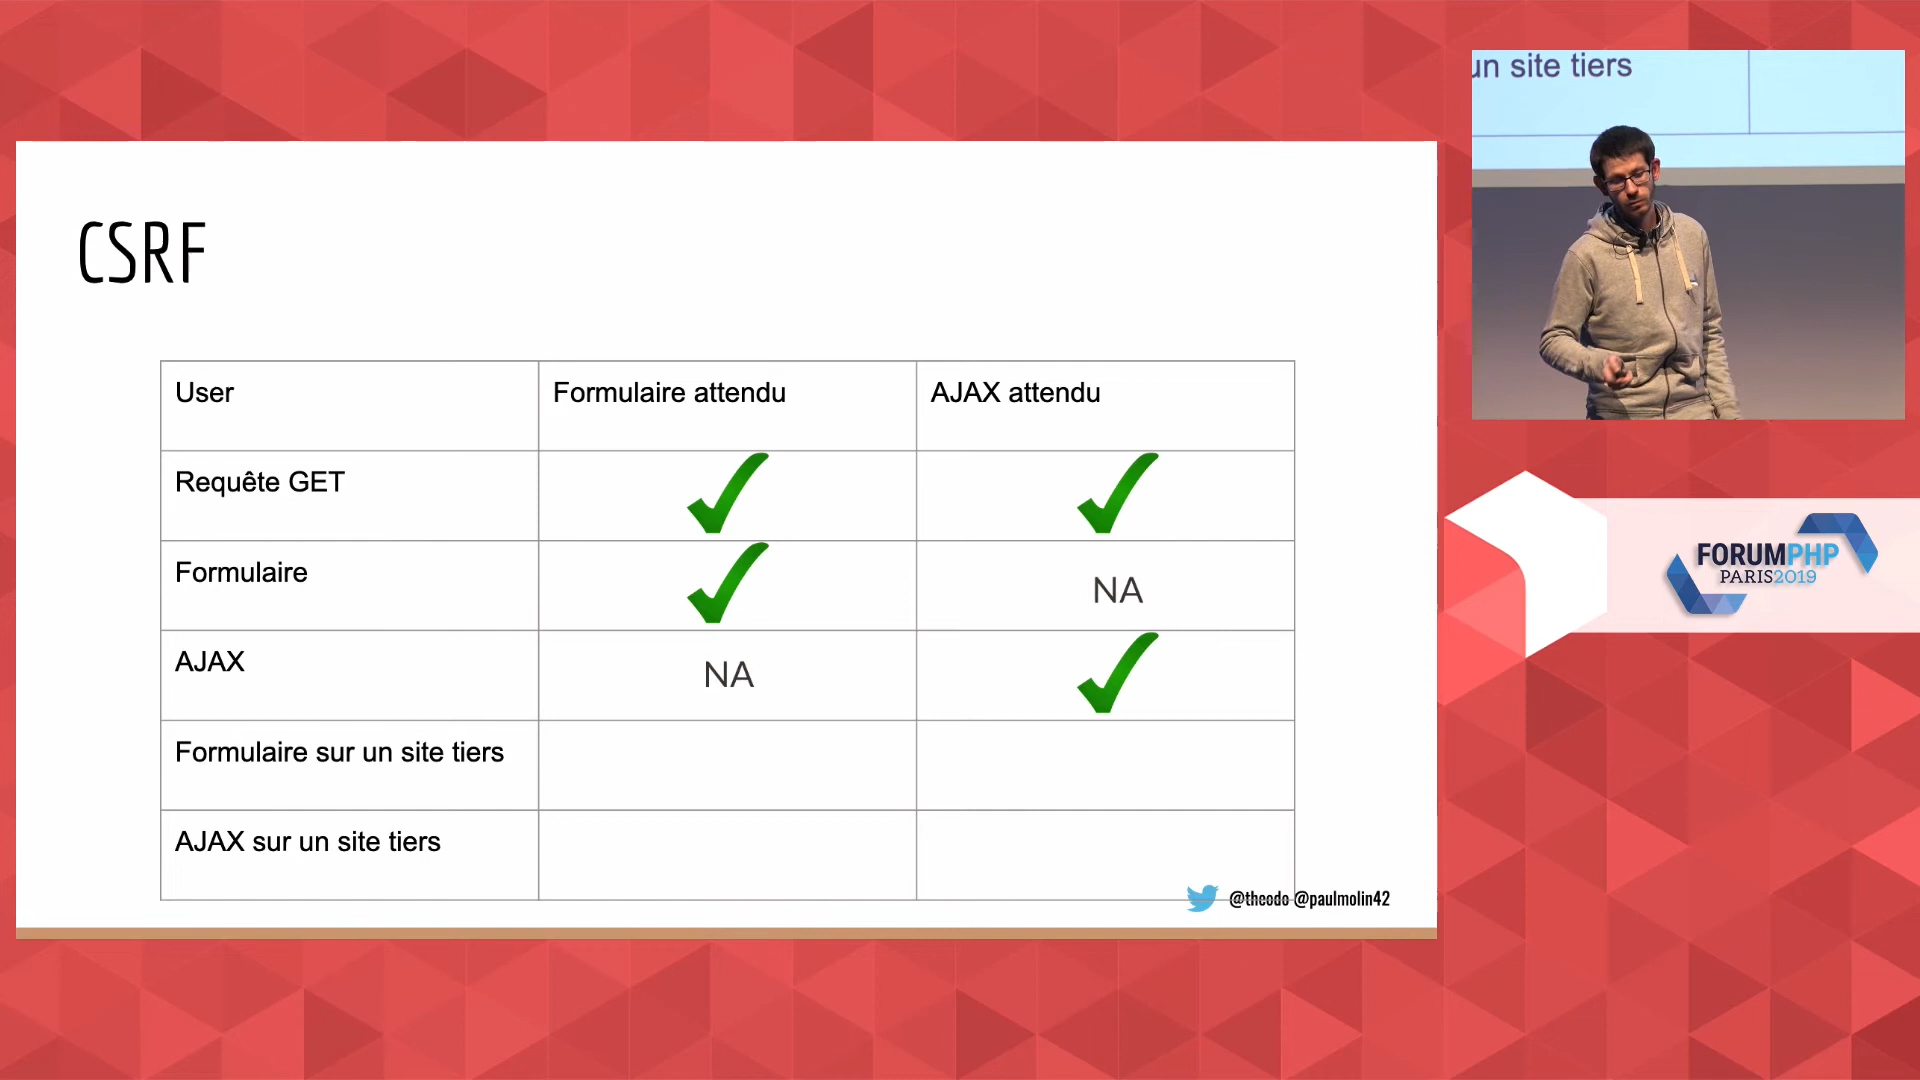 CSRF
User
Formulaire attendu
AJAX attendu
Requête GET
Formulaire
NA
AJAX
NA
Formulaire sur un site tiers
AJAX sur un site tiers
@theodo @paulmolin42
un site tiers
FORUMPHP
PARIS2019